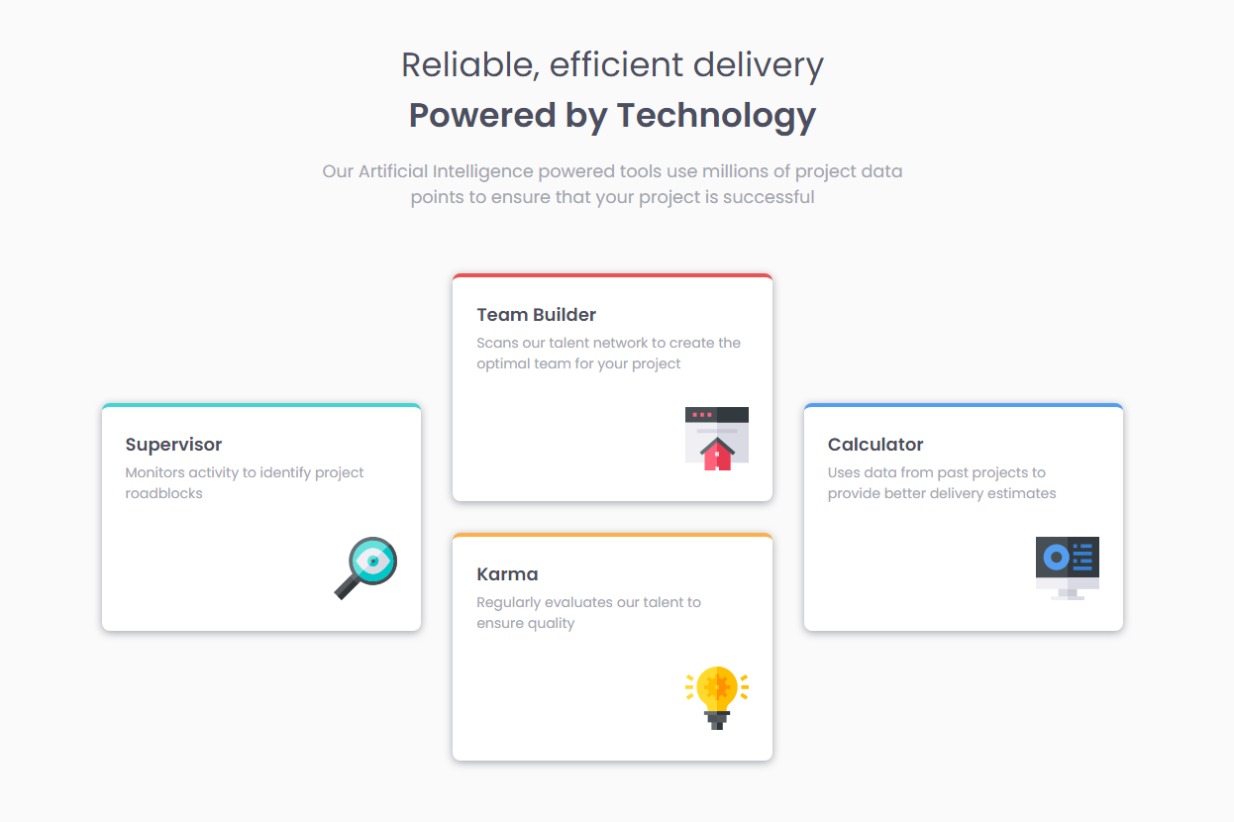 Reliable, efficient delivery
Powered by Technology
Our Artificial Intelligence powered tools use millions of project data
points to ensure that your project is successful
Supervisor
Monitors activity to identify project
roadblocks
Team Builder
Scans our talent network to create the
optimal team for your project
Karma
Regularly evaluates our talent to
ensure quality
Calculator
Uses data from past projects to
provide better delivery estimates